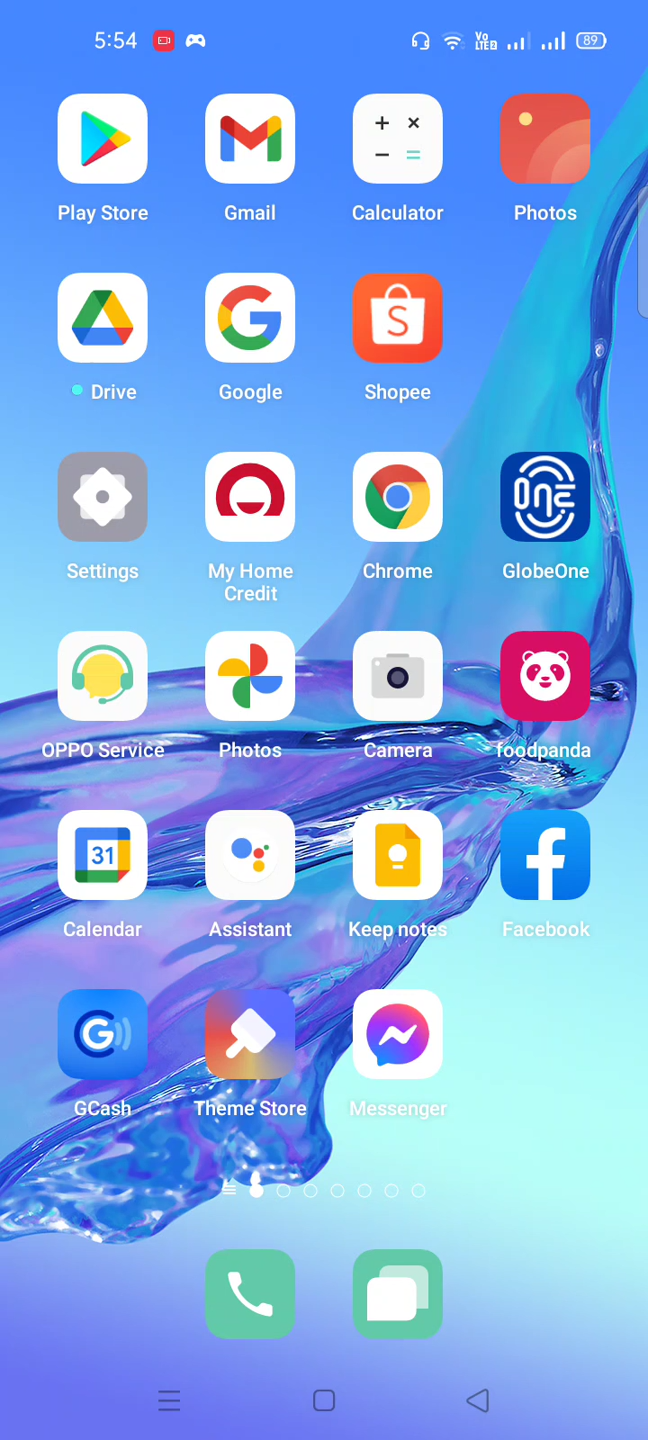 5:54
Vo
LTE2
89
Play Store
Gmail
Calculator
Photos
Drive
Google
S
Shopee
Settings
My Home
Credit
Chrome
ONE
GlobeOne
OPPO Service
Photos
Camera
foodpanda
31
Calendar
Assistant
Keep notes
Facebook
G
GCash
Theme Store
Messenger